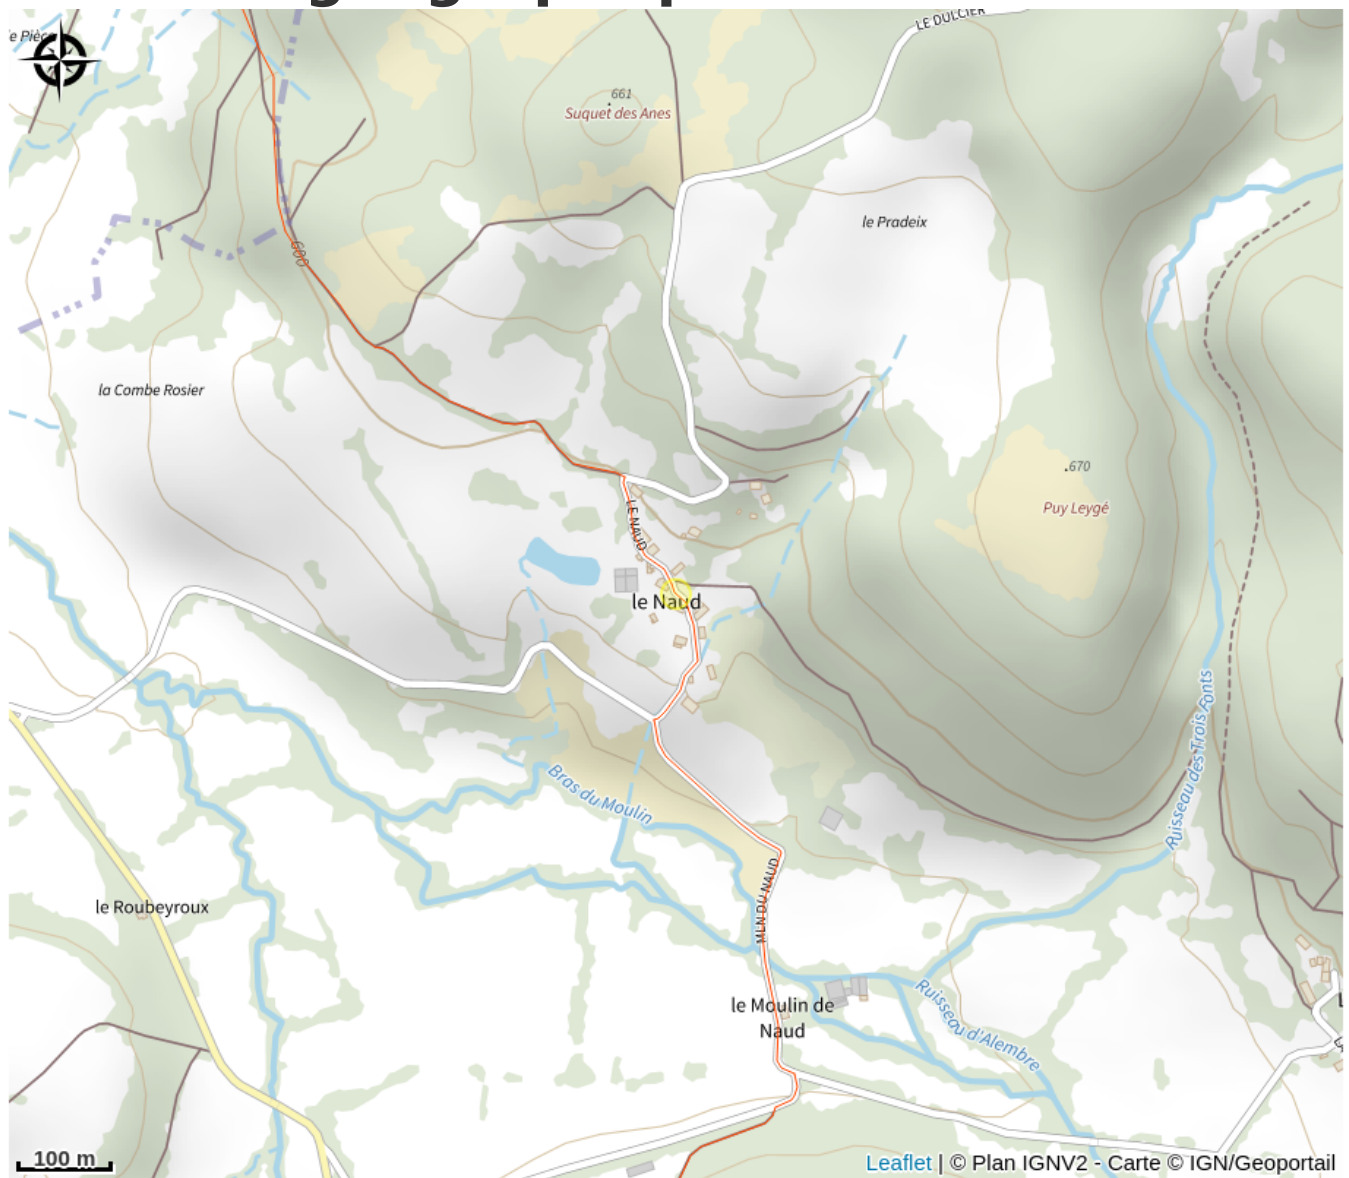 LE DULCIER
661
Suquet des Anes
le Pradeix
600
la Combe Rosier
670
Puy Leygé
LE NAUD
le Naud
Ruisseau des Trois Fonts
Bras du Moulin
MLN DU NAUD
le Roubeyroux
le Moulin de
Naud
Ruisseau d'Alembre
100 m
Leaflet | © Plan IGNV2 - Carte © IGN/Geoportail